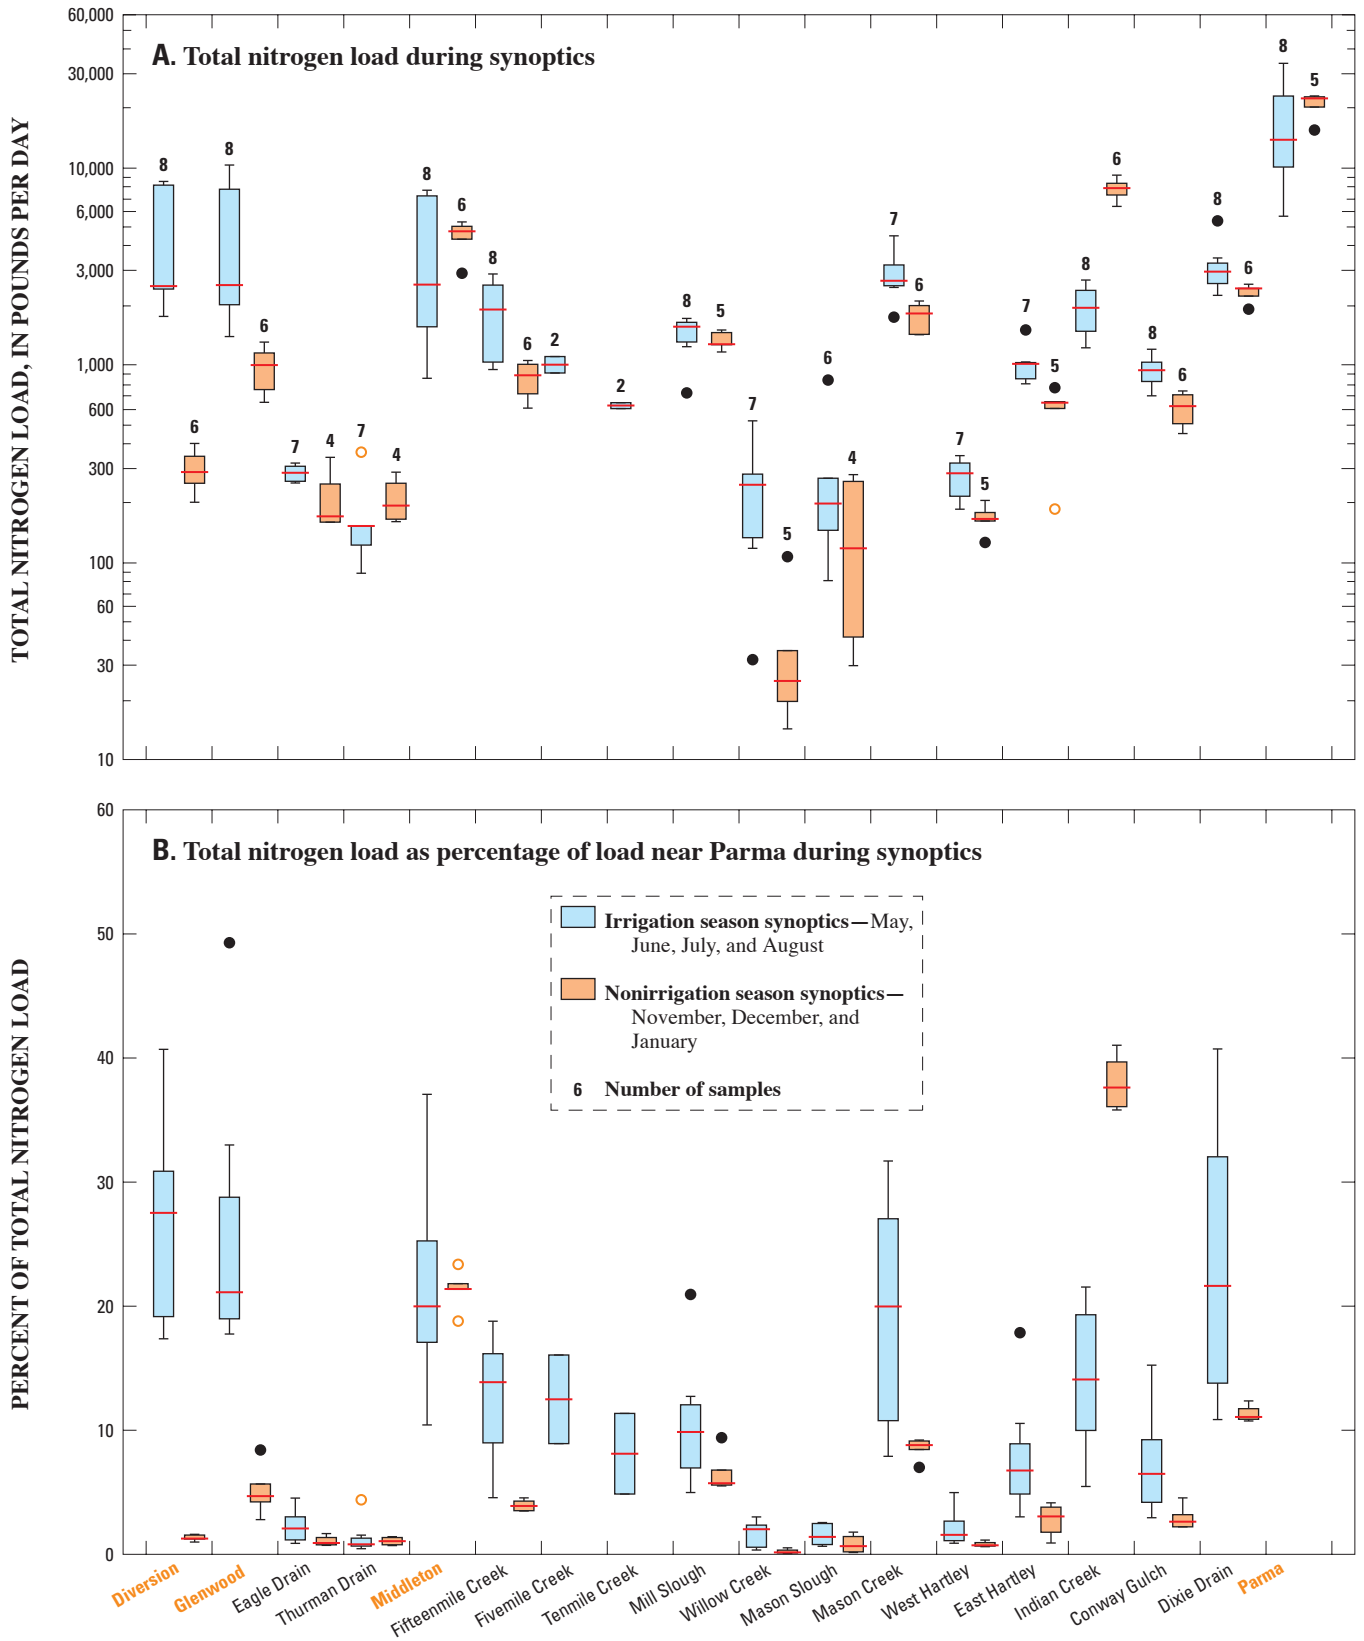 A. Total nitrogen load during synoptics
TOTAL NITROGEN LOAD, IN POUNDS PER DAY
60,000
30,000
10,000
6,000
3,000
1,000
600
300
100
60
30
10
8
6
8
6
7
4
7
4
8
6
8
6
2
2
8
5
7
5
6
4
7
6
7
5
7
5
8
6
8
6
8
6
8
5
B. Total nitrogen load as percentage of load near Parma during synoptics
PERCENT OF TOTAL NITROGEN LOAD
60
50
40
30
20
10
0
Irrigation season synoptics—May,
June, July, and August
Nonirrigation season synoptics—
November, December, and
January
6 Number of samples
Diversion
Glenwood
Eagle Drain
Thurman Drain
Middleton
Fifteenmile Creek
Fivemile Creek
Tenmile Creek
Mill Slough
Willow Creek
Mason Slough
Mason Creek
West Hartley
East Hartley
Indian Creek
Conway Gulch
Dixie Drain
Parma